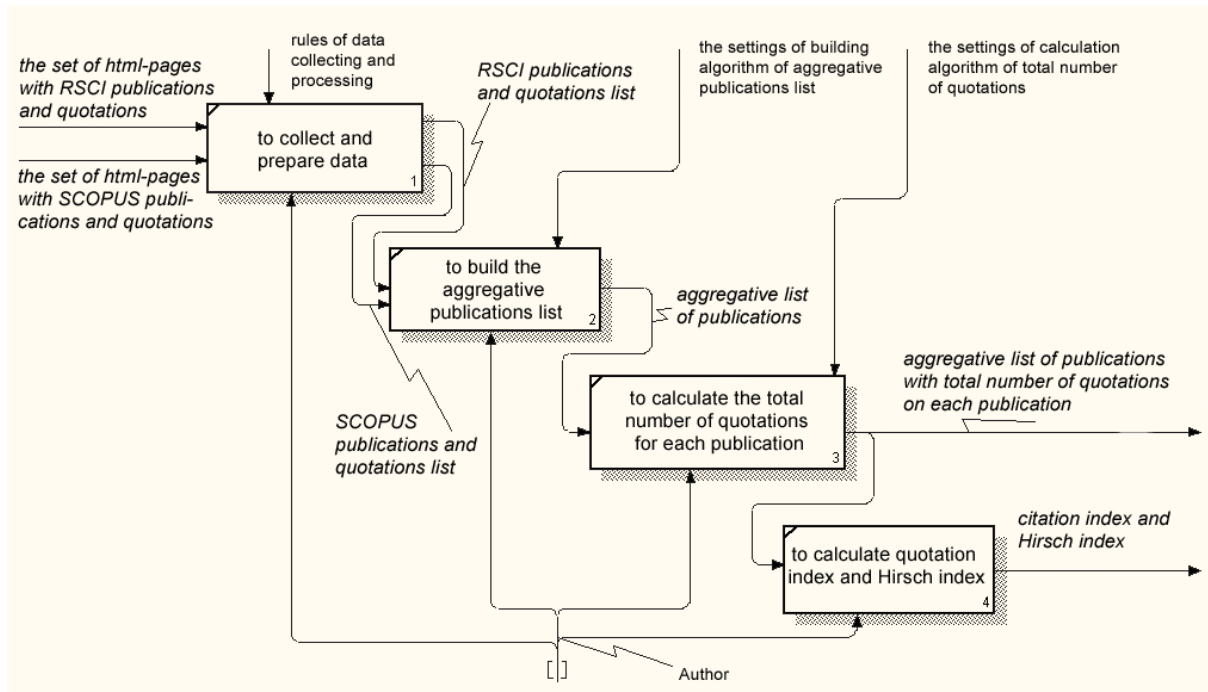 the set of html-pages
with RSCI publications
and quotations
rules of data
collecting and
processing
RSCI publications
and quotations list
the settings of building
algorithm of aggregative
publications list
the settings of calculation
algorithm of total number
of quotations
to collect and
prepare data
1
the set of html-pages
with SCOPUS publi-
cations and quotations
to build the
aggregative
publications list
2
aggregative list
of publications
SCOPUS
publications and
quotations list
to calculate the total
number of quotations
for each publication
3
aggregative list of publications
with total number of quotations
on each publication
to calculate quotation
index and Hirsch index
4
citation index and
Hirsch index
Author